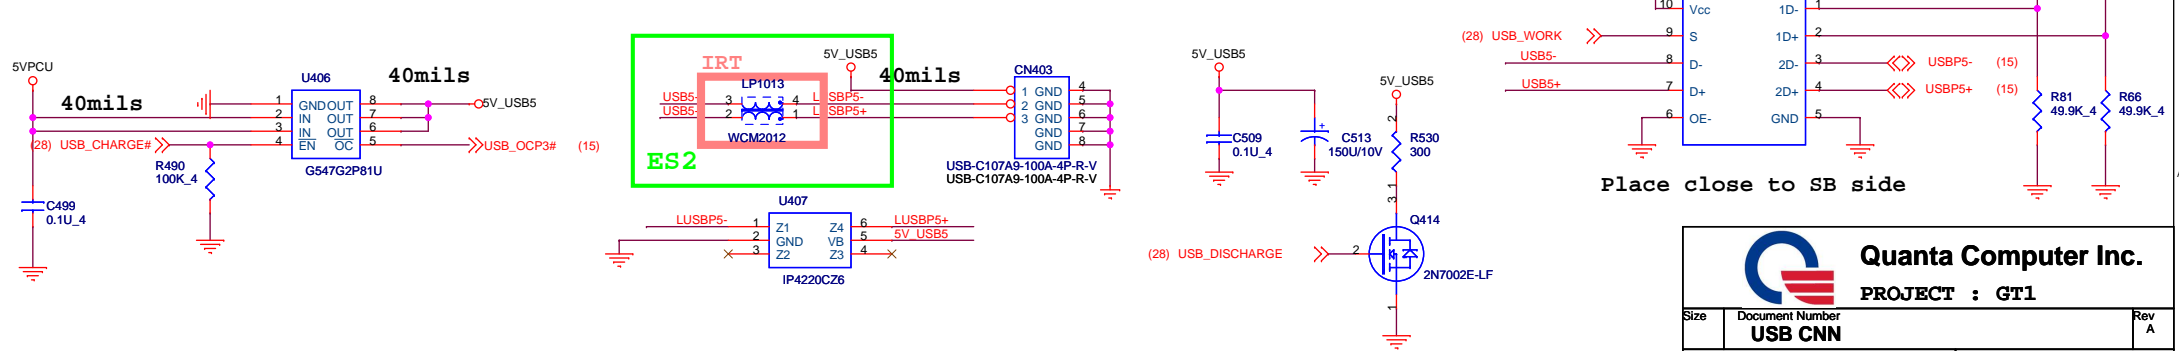 5VPCU
40mils
U406
40mils
1 GND OUT 8
2 IN OUT 7
3 IN OUT 6
4 EN OC 5
5V_USB5
(28) USB_CHARGE#
USB_OCP3# (15)
G547G2P81U
R490
100K_4
C499
0.1U_4
IRT
5V_USB5
40mils
LP1013
USB5- 3 4 LUSBP5-
USB5- 2 1 LUSBP5+
WCM2012
ES2
CN403
1 GND 4
2 GND 5
3 GND 6
GND 7
GND 8
USB-C107A9-100A-4P-R-V
USB-C107A9-100A-4P-R-V
U407
LUSBP5- 1 Z1 Z4 6 LUSBP5+
2 GND VB 5 5V_USB5
3 Z2 Z3 4
IP4220CZ6
5V_USB5
C509
0.1U_4
+
C513
150U/10V
5V_USB5
2
R530
300
3 1
Q414
(28) USB_DISCHARGE 2
2N7002E-LF
1
10 Vcc 1D- 1
(28) USB_WORK 9 S 1D+ 2
USB5- 8 D- 2D- 3 USBP5- (15)
USB5+ 7 D+ 2D+ 4 USBP5+ (15)
6 OE- GND 5
R81
49.9K_4
R66
49.9K_4
Place close to SB side
Quanta Computer Inc.
PROJECT : GT1
Size Document Number Rev
USB CNN A